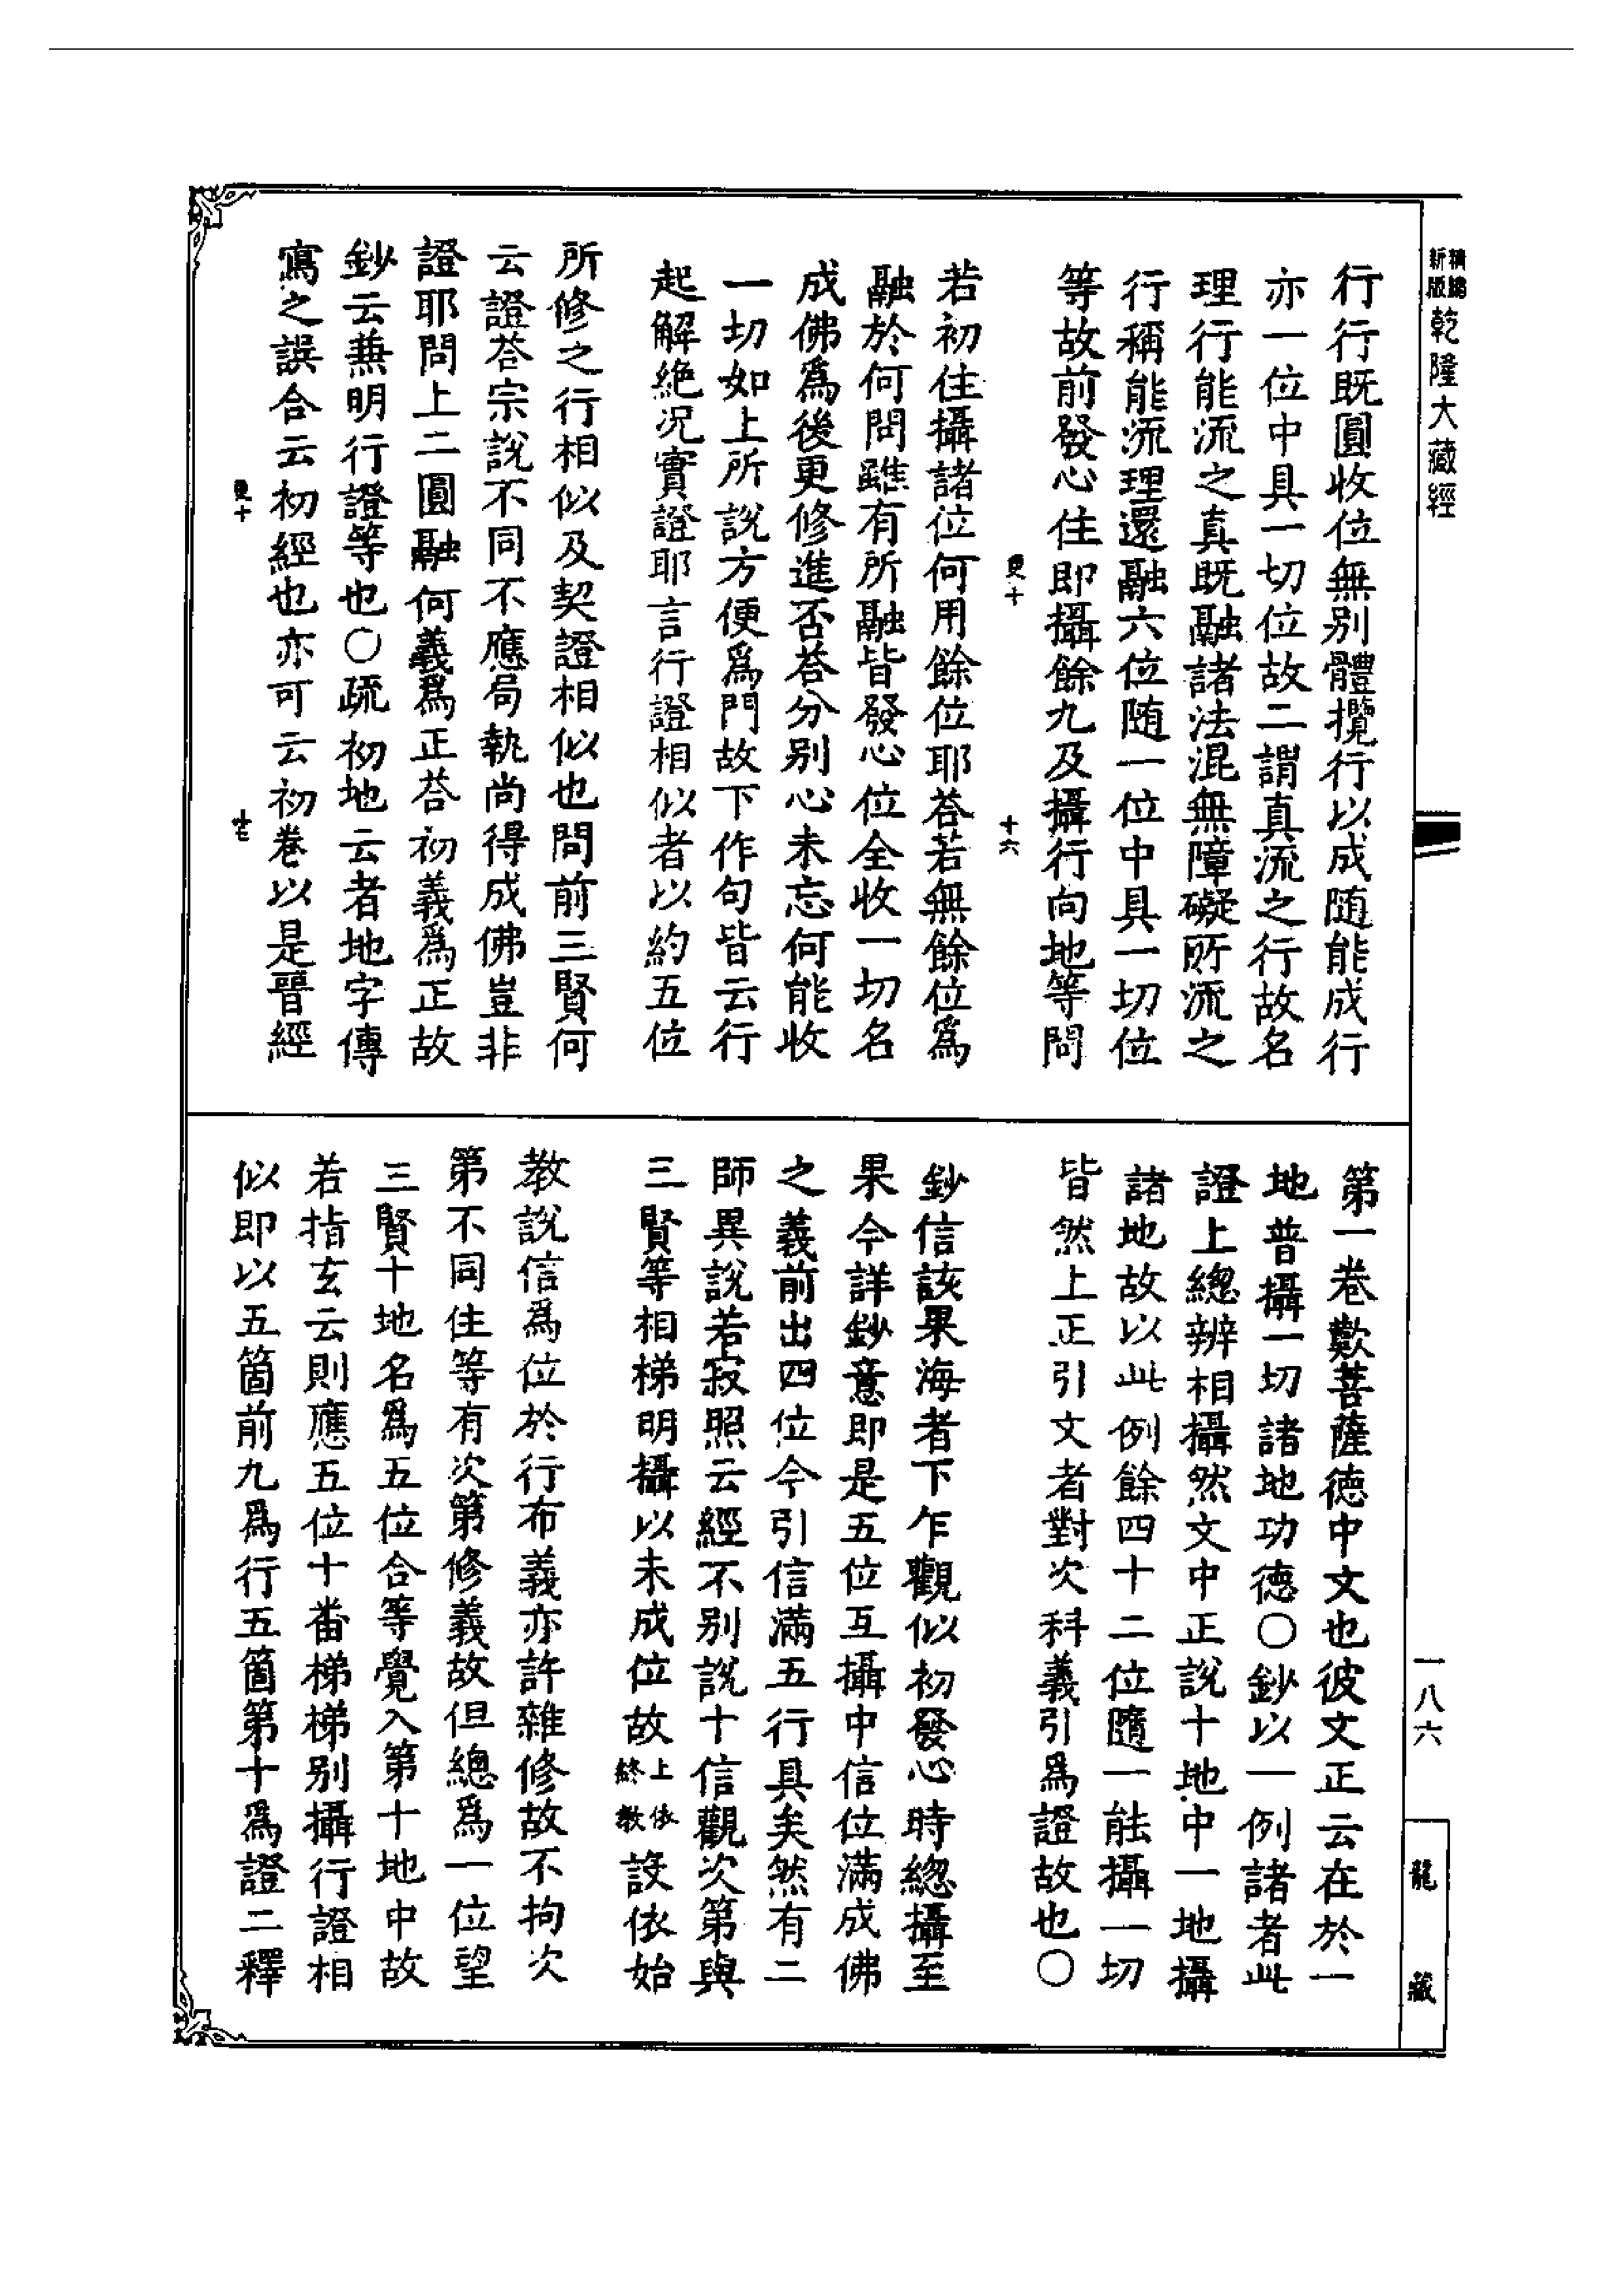 精繡
新版
乾隆大藏經
行行既圓收位無別體攬行以成隨能成行
亦一位中具一切位故二謂真流之行故名
理行能流之真既融諸法混無障礙所流之
行稱能流理還融六位隨一位中具一切位
等故前發心住即攝餘九及攝行向地等問
更十
十六
若初住攝諸位何用餘位耶荅若無餘位爲
融於何問雖有所融皆發心位全收一切名
成佛爲後更修進否荅分別心未忘何能收
一切如上所說方便爲門故下作句皆云行
起解絕况實證耶言行證相似者以約五位
所修之行相似及契證相似也問前三賢何
云證荅宗說不同不應局執尚得成佛豈非
證耶問上二圓融何義爲正荅初義爲正故
鈔云兼明行證等也○疏初地云者地字傳
寫之誤合云初經也亦可云初卷以是晉經
更十
十七
第一卷歎菩薩德中文也彼文正云在於一
地普攝一切諸地功德○鈔以一例諸者此
證上總辨相攝然文中正說十地中一地攝
諸地故以此例餘四十二位隨一能攝一切
皆然上正引文者對次科義引爲證故也○
鈔信該果海者下乍觀似初發心時總攝至
果今詳鈔意即是五位互攝中信位滿成佛
之義前出四位今引信滿五行具矣然有二
師異說若寂照云經不別說十信觀次第與
三賢等相梯明攝以未成位故上依終教設依始
教說信爲位於行布義亦許雜修故不拘次
第不同住等有次第修義故但總爲一位望
三賢十地名爲五位合等覺入第十地中故
若指玄云則應五位十番梯梯別攝行證相
似即以五箇前九爲行五箇第十爲證二釋
一八六
龍藏